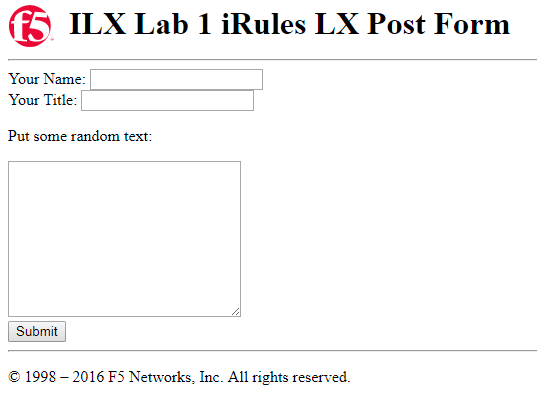 f5 ILX Lab 1 iRules LX Post Form
Your Name:
Your Title:
Put some random text:
Submit
© 1998 – 2016 F5 Networks, Inc. All rights reserved.